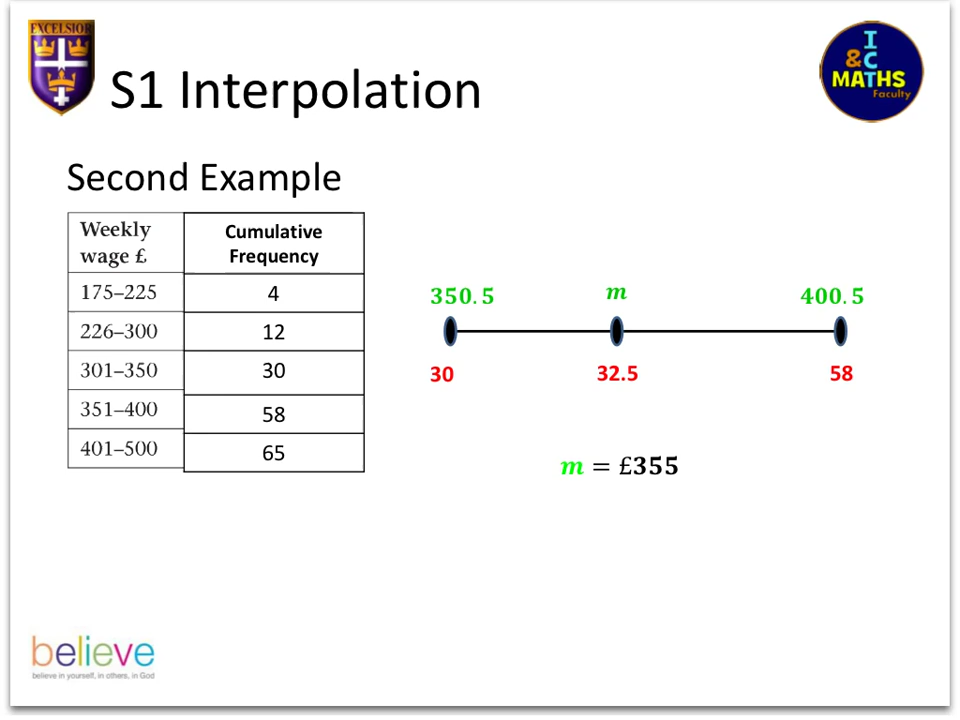 EXCELSIOR
I
&
C
MATHS
Faculty
S1 Interpolation
Second Example
Weekly wage £ Cumulative Frequency
175–225 4
226–300 12
301–350 30
351–400 58
401–500 65
350.5 m 400.5
30 32.5 58
m = £355
believe
believe in yourself, in others, in God